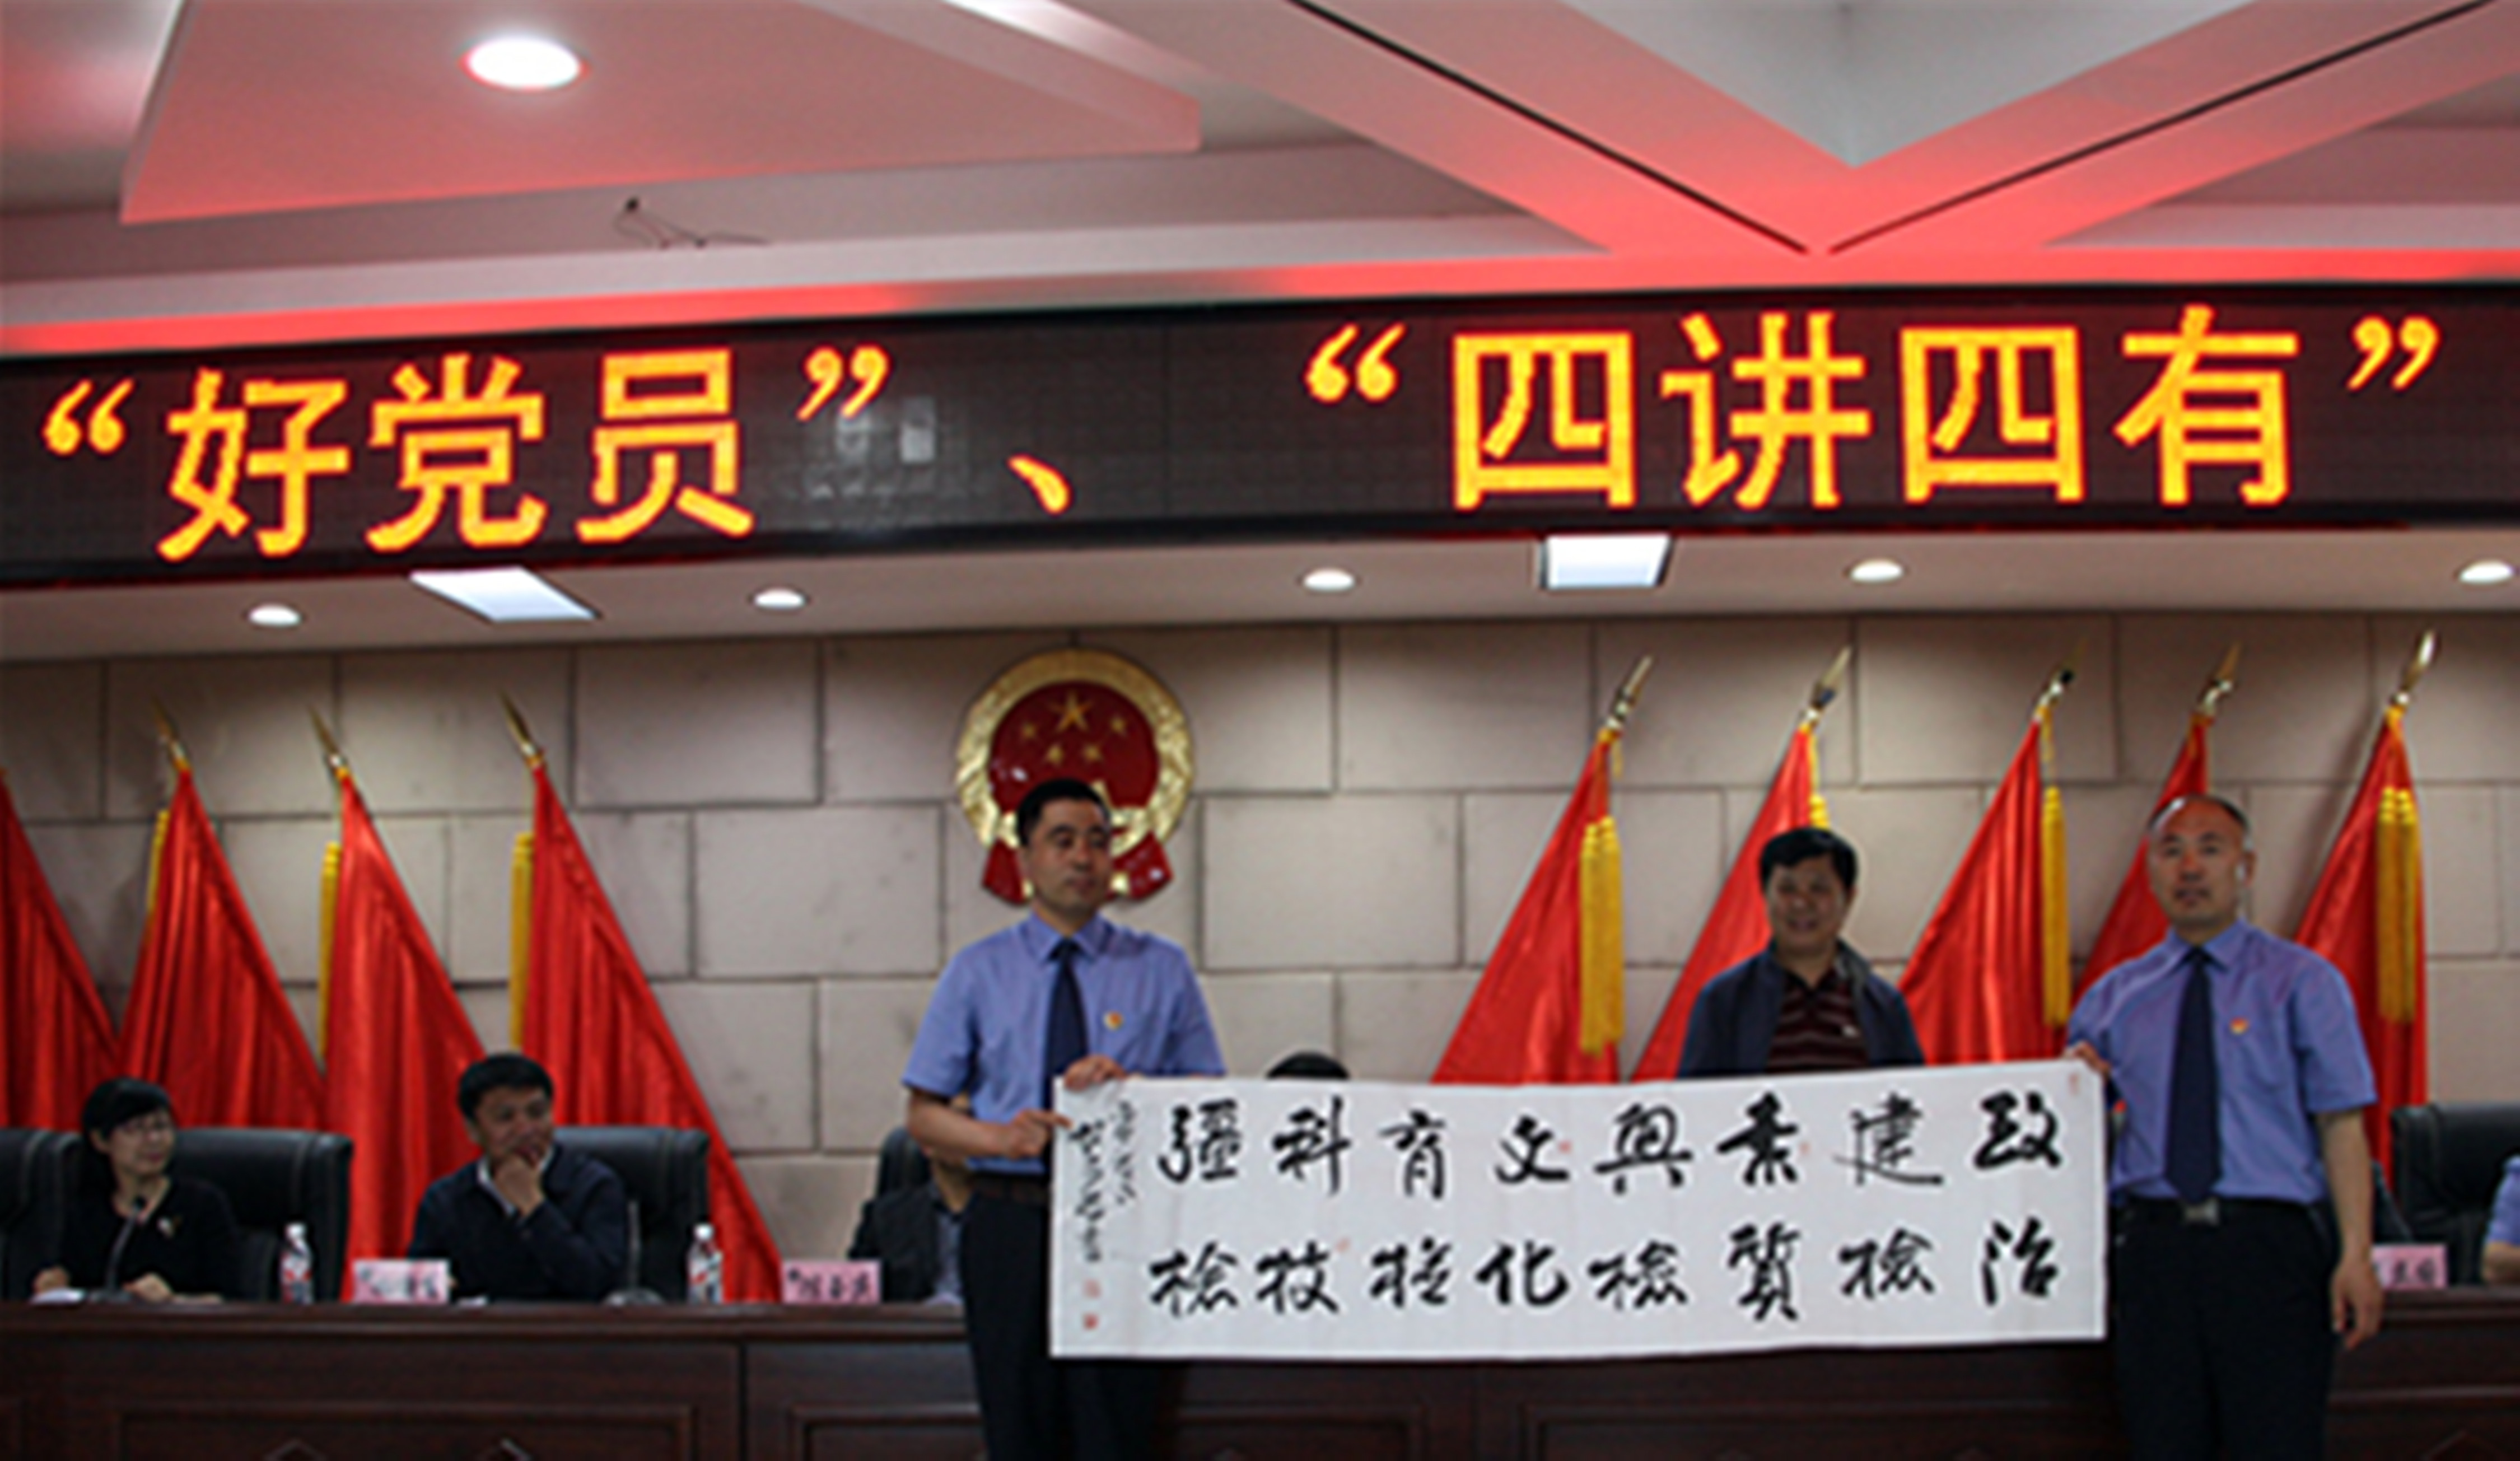 “好党员”、 “四讲四有”
政治
建檢
素質
興檢
文化
育檢
科技
强檢